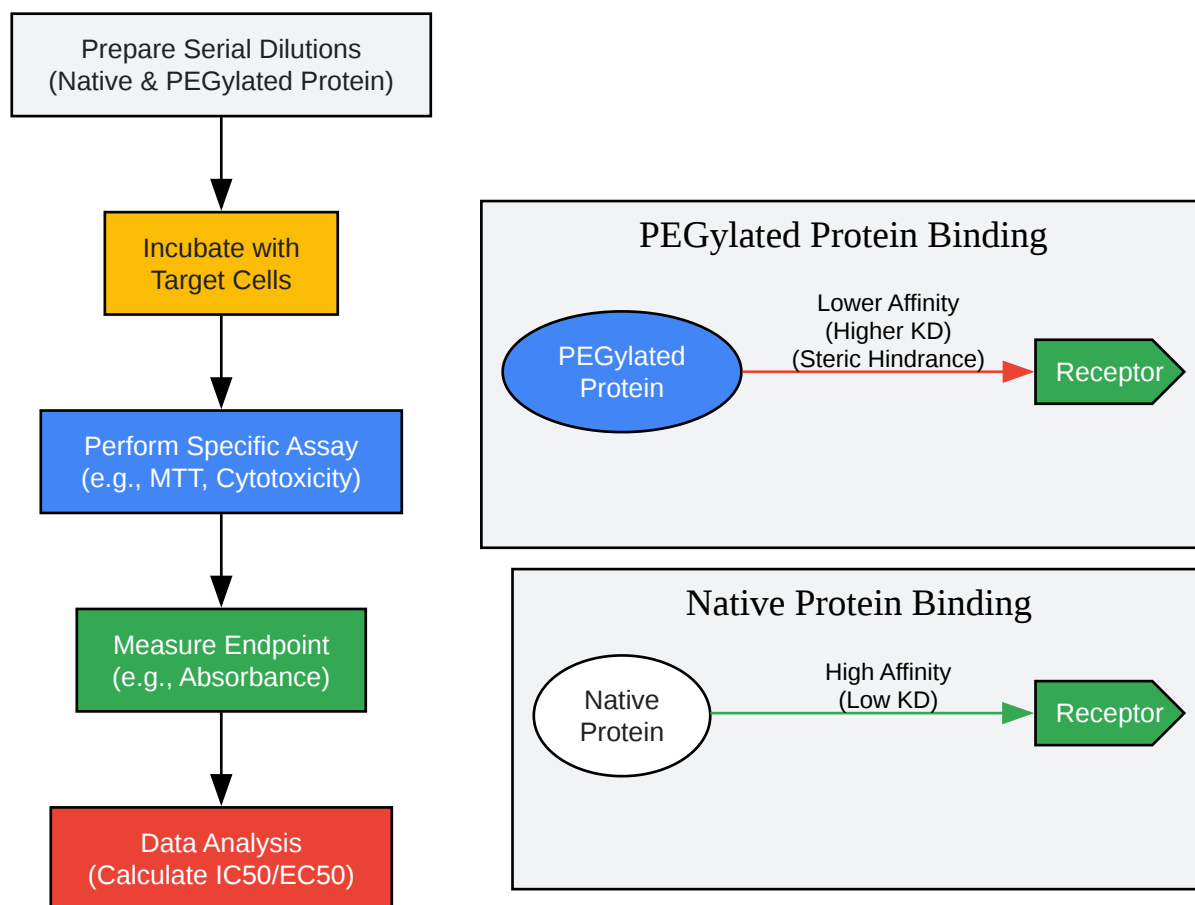 Prepare Serial Dilutions
(Native & PEGylated Protein)
Incubate with
Target Cells
Perform Specific Assay
(e.g., MTT, Cytotoxicity)
Measure Endpoint
(e.g., Absorbance)
Data Analysis
(Calculate IC50/EC50)
PEGylated Protein Binding
PEGylated
Protein
Lower Affinity
(Higher KD)
(Steric Hindrance)
Receptor
Native Protein Binding
Native
Protein
High Affinity
(Low KD)
Receptor